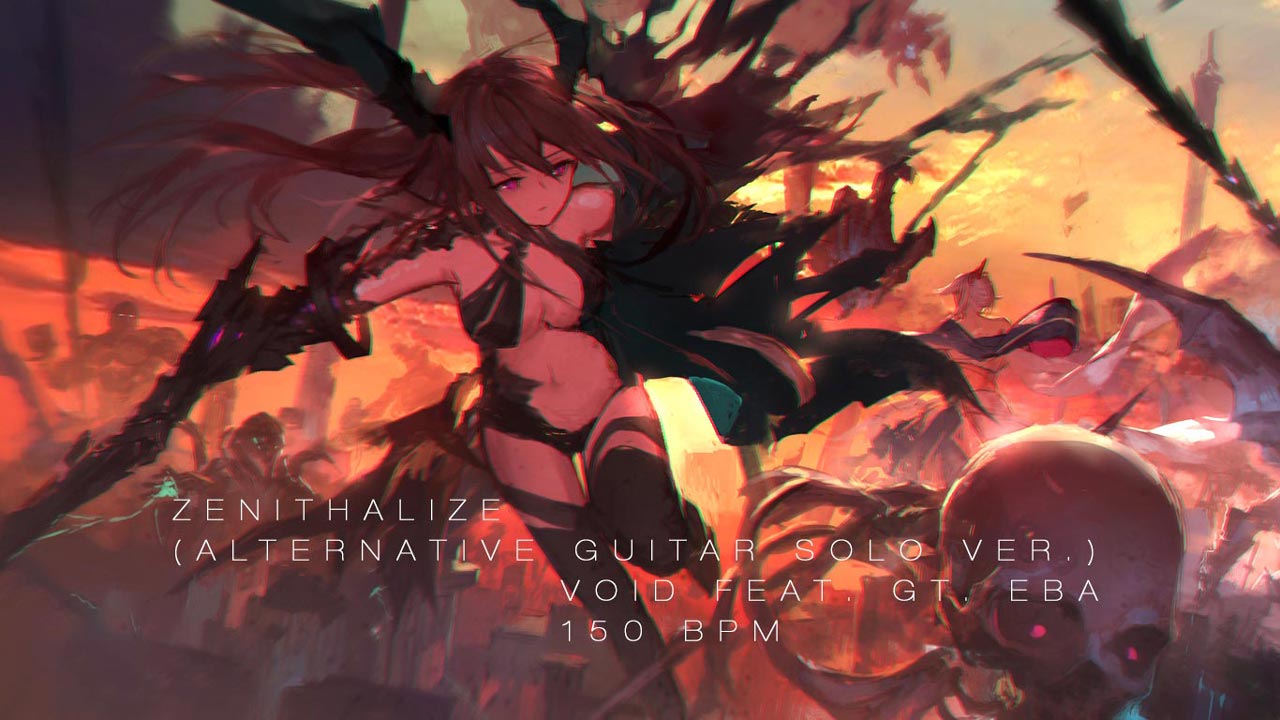 ZENITHALIZE
(ALTERNATIVE GUITAR SOLO VER.)
VOID FEAT. GT. EBA
150 BPM